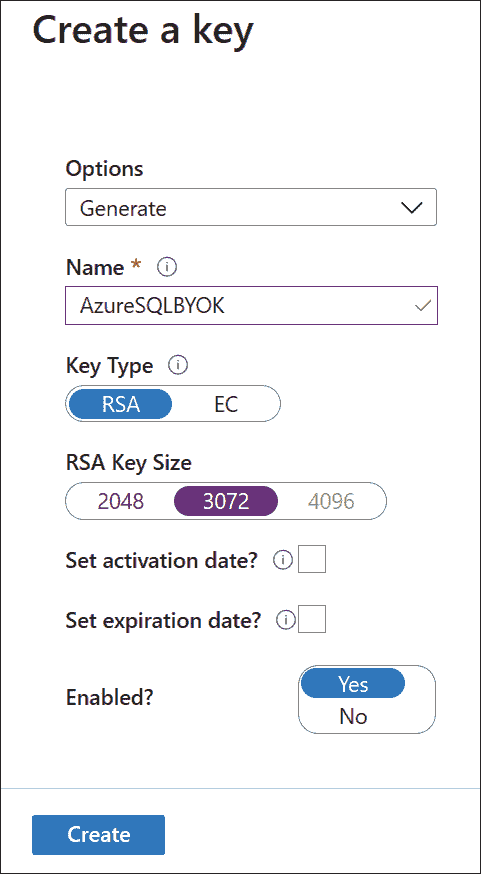 Create a key
Options
Generate
Name *
AzureSQLBYOK
Key Type
RSA EC
RSA Key Size
2048 3072 4096
Set activation date?
Set expiration date?
Enabled?
Yes
No
Create